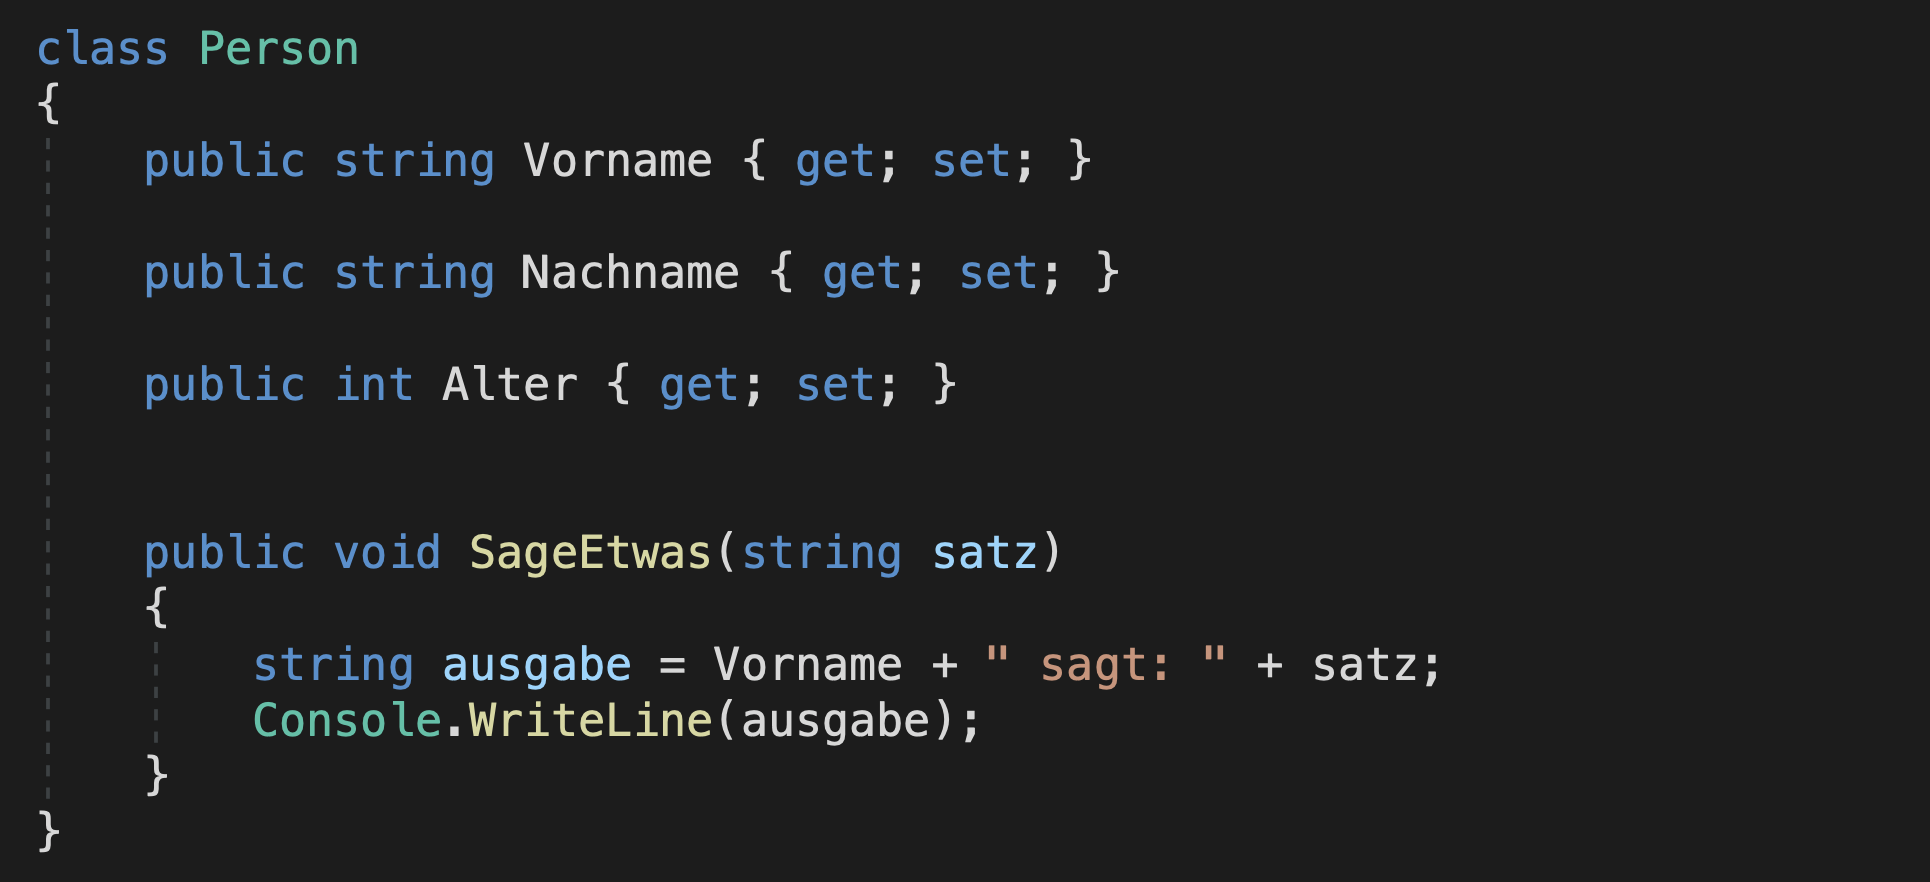 class Person
{
    public string Vorname { get; set; }
    public string Nachname { get; set; }
    public int Alter { get; set; }
    public void SageEtwas(string satz)
    {
        string ausgabe = Vorname + " sagt: " + satz;
        Console.WriteLine(ausgabe);
    }
}